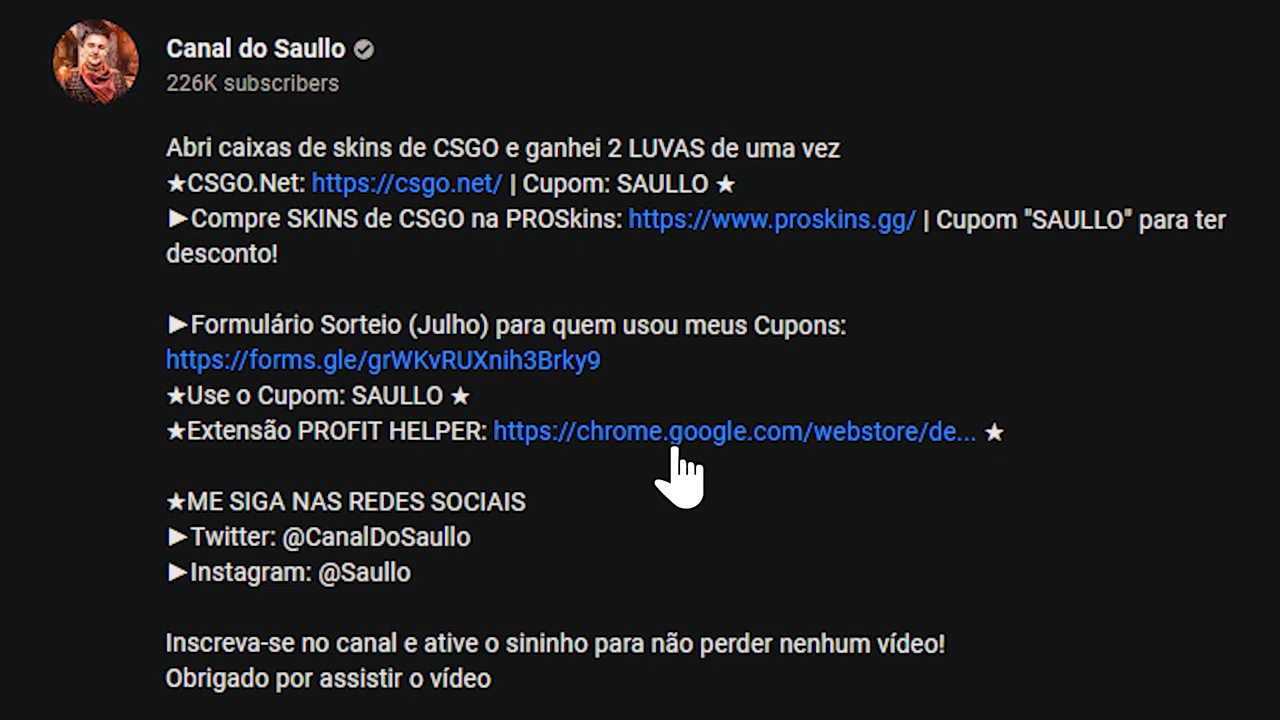 Canal do Saullo
226K subscribers
Abri caixas de skins de CSGO e ganhei 2 LUVAS de uma vez
★CSGO.Net: https://csgo.net/ | Cupom: SAULLO ★
►Compre SKINS de CSGO na PROSkins: https://www.proskins.gg/ | Cupom "SAULLO" para ter
desconto!
►Formulário Sorteio (Julho) para quem usou meus Cupons:
https://forms.gle/grWKvRUXnih3Brky9
★Use o Cupom: SAULLO ★
★Extensão PROFIT HELPER: https://chrome.google.com/webstore/de... ★
★ME SIGA NAS REDES SOCIAIS
►Twitter: @CanalDoSaullo
►Instagram: @Saullo
Inscreva-se no canal e ative o sininho para não perder nenhum vídeo!
Obrigado por assistir o vídeo